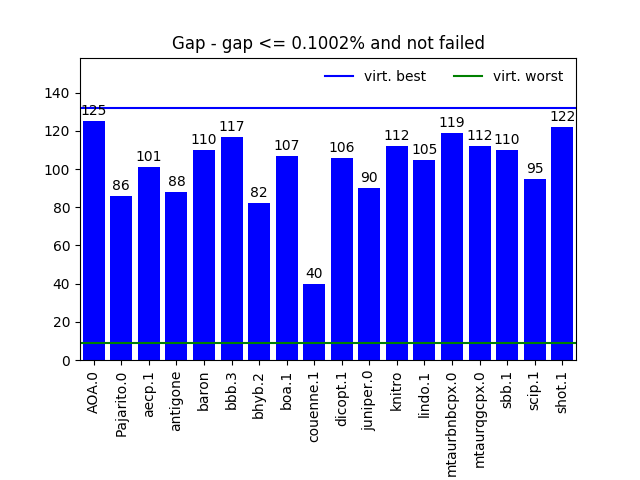 Gap - gap <= 0.1002% and not failed
virt. best virt. worst
140
120
100
80
60
40
20
0
125 86 101 88 110 117 82 107 40 106 90 112 105 119 112 110 95 122
AOA.0
Pajarito.0
aecp.1
antigone
baron
bbb.3
bhyb.2
boa.1
couenne.1
dicopt.1
juniper.0
knitro
lindo.1
mtaurbnbcpx.0
mtaurqgcpx.0
sbb.1
scip.1
shot.1